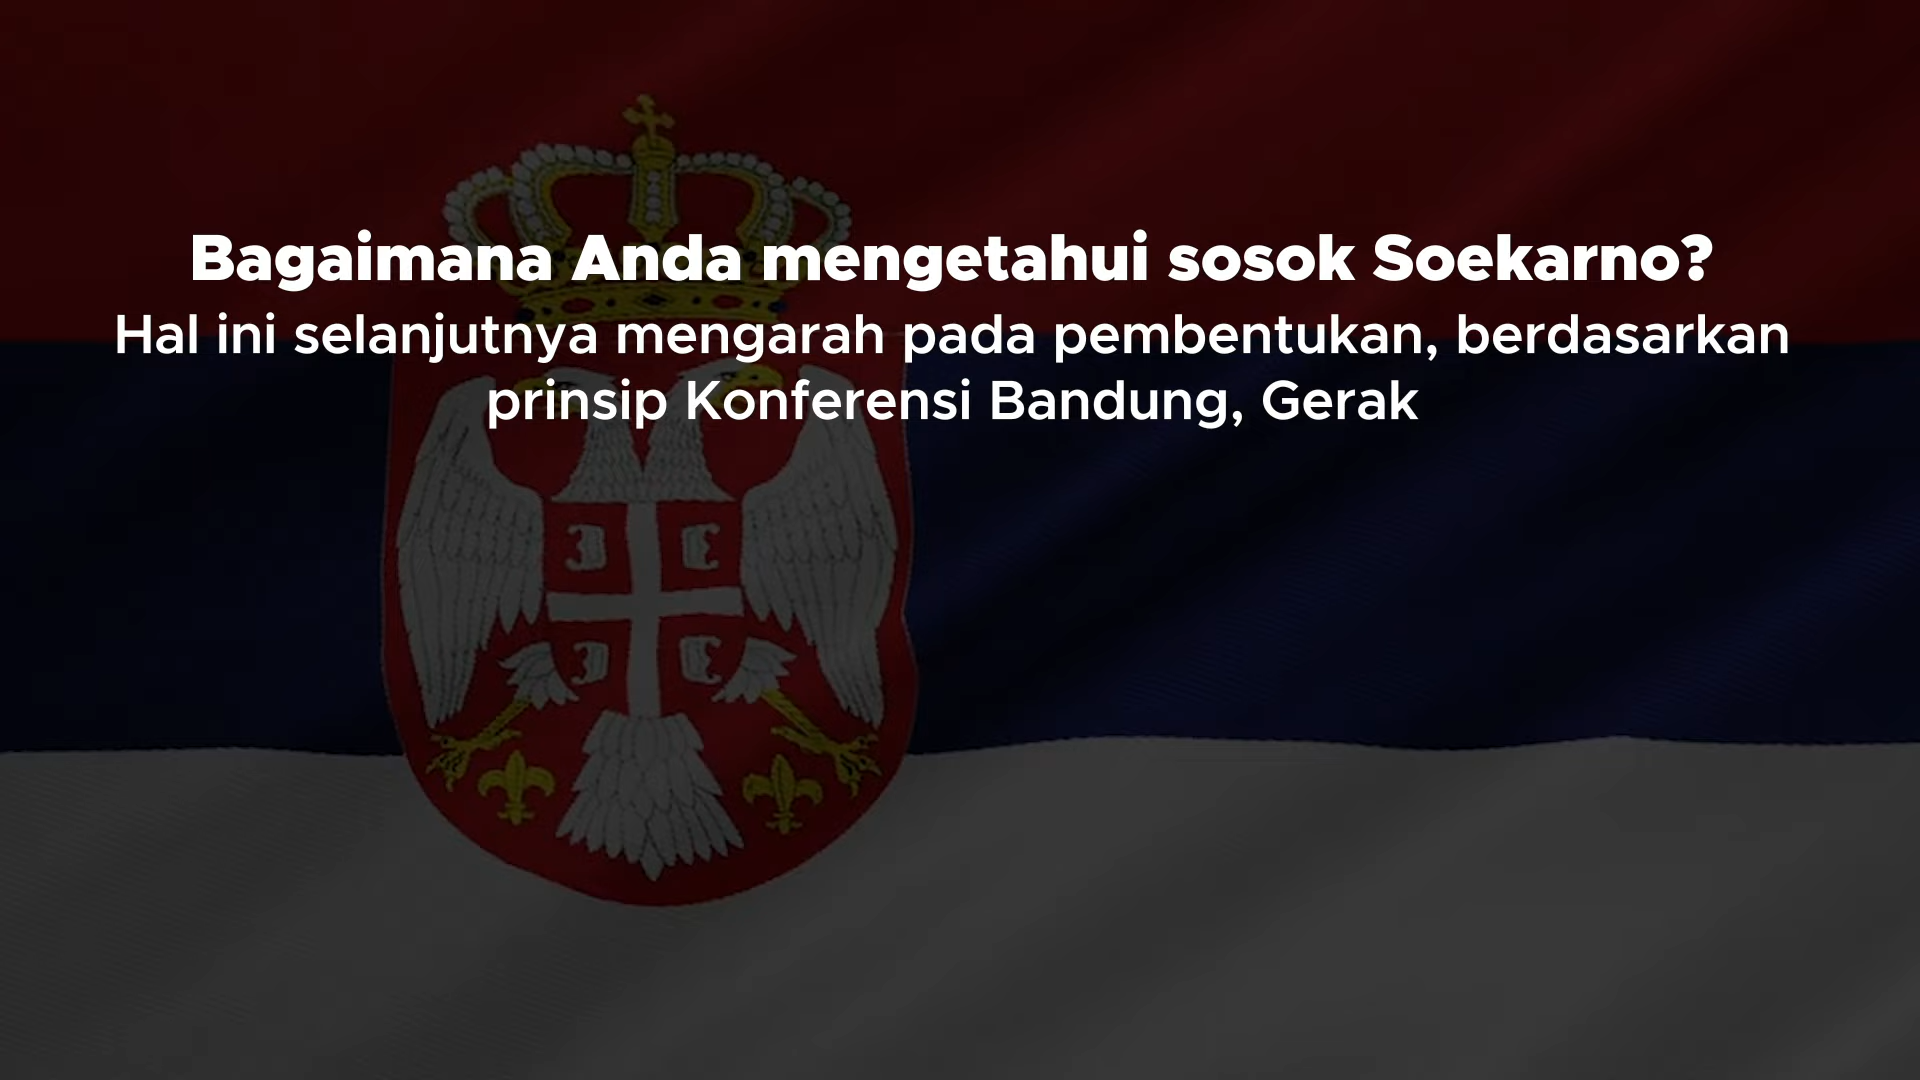 Bagaimana Anda mengetahui sosok Soekarno?
Hal ini selanjutnya mengarah pada pembentukan, berdasarkan
prinsip Konferensi Bandung, Gerak